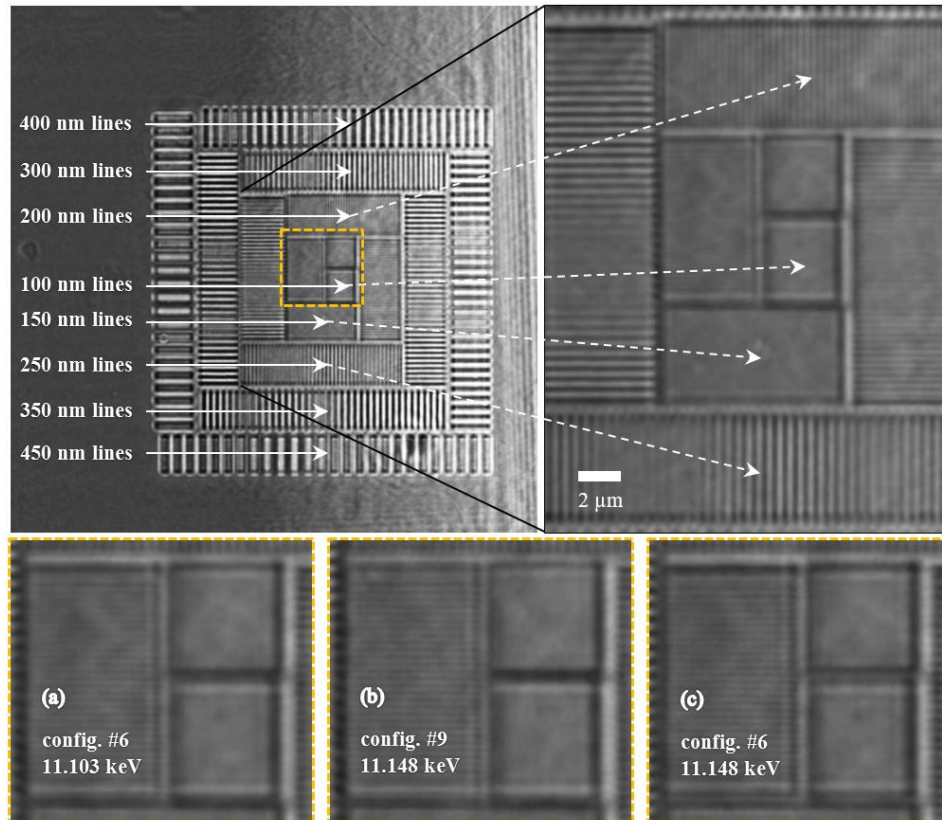 400 nm lines
300 nm lines
200 nm lines
100 nm lines
150 nm lines
250 nm lines
350 nm lines
450 nm lines
2 µm
(a)
config. #6
11.103 keV
(b)
config. #9
11.148 keV
(c)
config. #6
11.148 keV